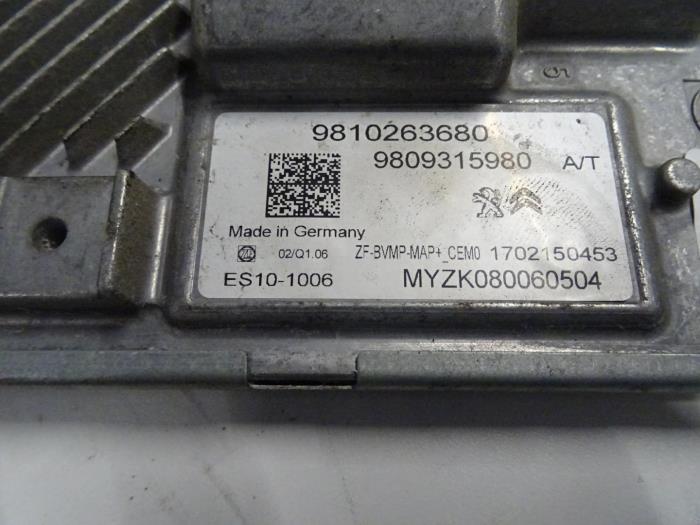 9810263680
9809315980 A/T
Made in Germany
02/Q1.06 ZF-BVMP-MAP+_CEM0 1702150453
ES10-1006 MYZK080060504